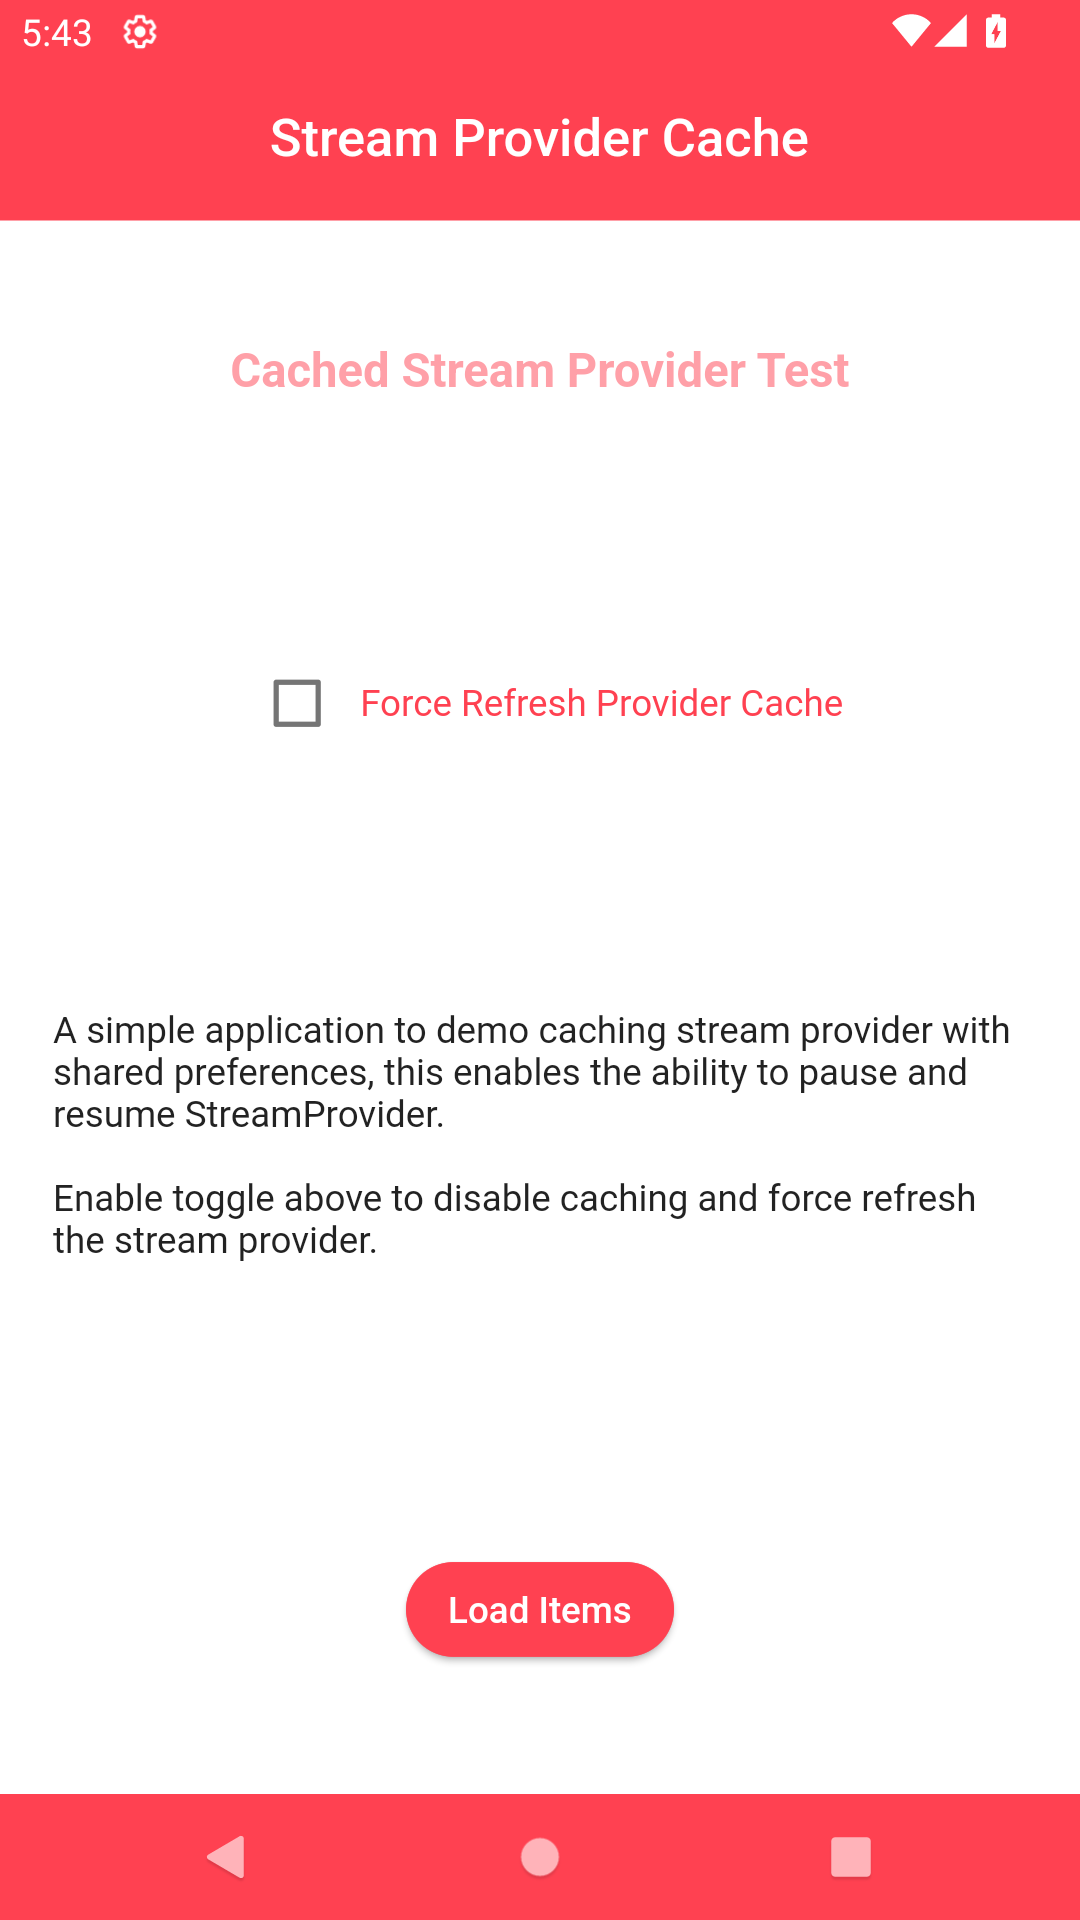 5:43
Stream Provider Cache
Cached Stream Provider Test
Force Refresh Provider Cache
A simple application to demo caching stream provider with
shared preferences, this enables the ability to pause and
resume StreamProvider.
Enable toggle above to disable caching and force refresh
the stream provider.
Load Items